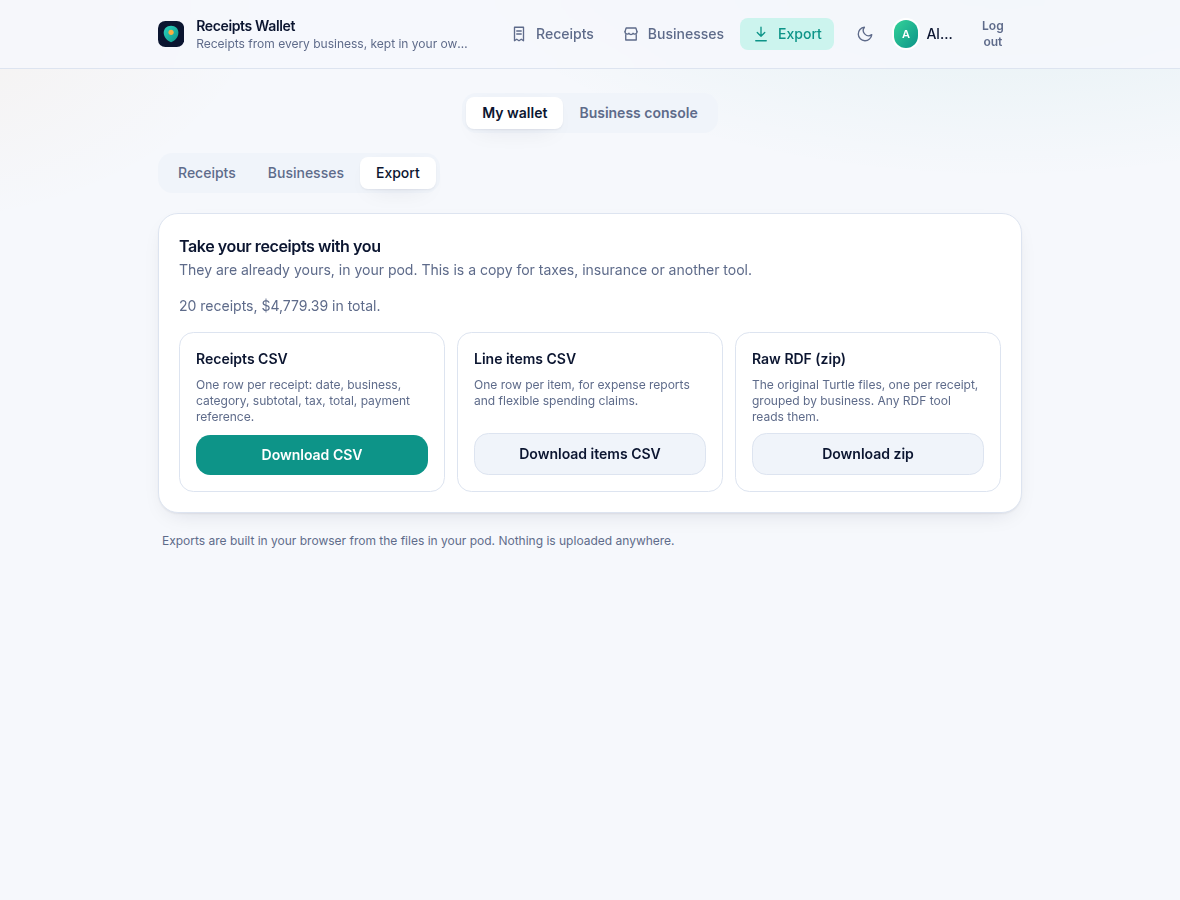 Receipts Wallet
Receipts from every business, kept in your ow...
Receipts
Businesses
Export
A
Al...
Log
out
My wallet
Business console
Receipts
Businesses
Export
Take your receipts with you
They are already yours, in your pod. This is a copy for taxes, insurance or another tool.
20 receipts, $4,779.39 in total.
Receipts CSV
One row per receipt: date, business,
category, subtotal, tax, total, payment
reference.
Download CSV
Line items CSV
One row per item, for expense reports
and flexible spending claims.
Download items CSV
Raw RDF (zip)
The original Turtle files, one per receipt,
grouped by business. Any RDF tool
reads them.
Download zip
Exports are built in your browser from the files in your pod. Nothing is uploaded anywhere.